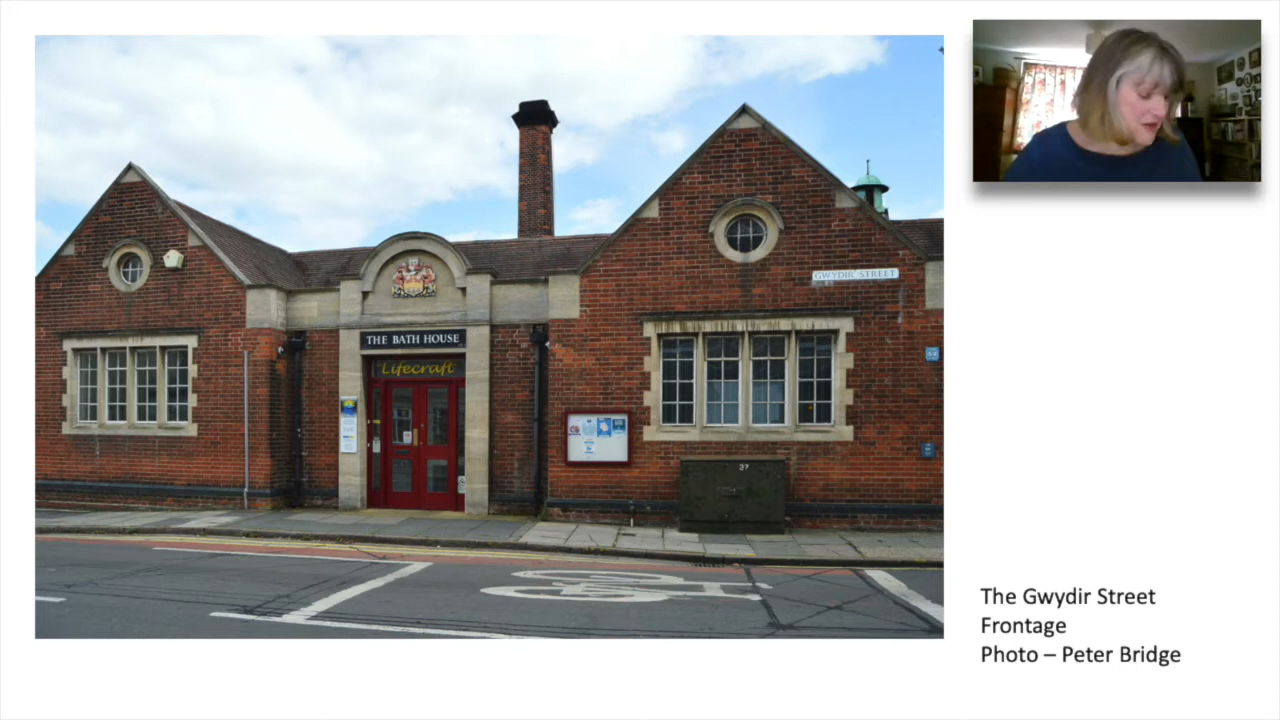 THE BATH HOUSE
Lifecraft
GWYDIR STREET
37
The Gwydir Street
Frontage
Photo – Peter Bridge